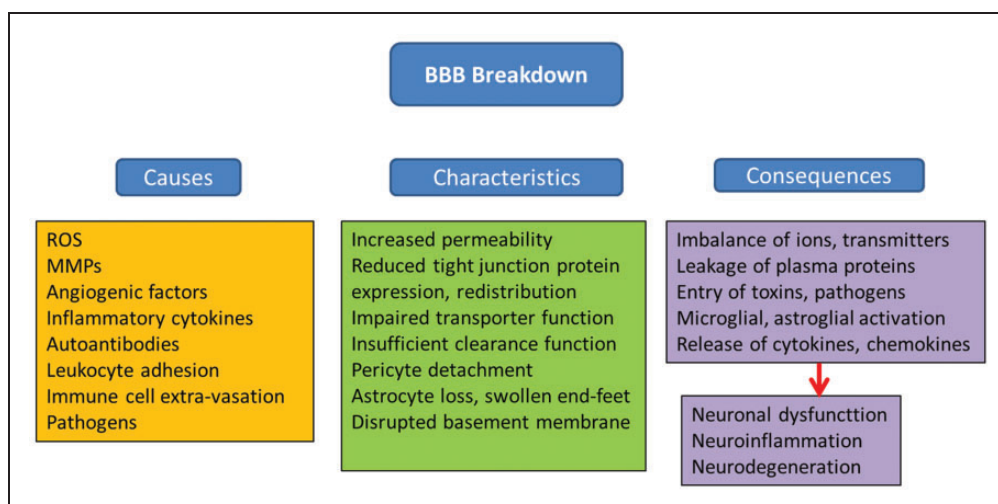 BBB Breakdown
Causes
ROS
MMPs
Angiogenic factors
Inflammatory cytokines
Autoantibodies
Leukocyte adhesion
Immune cell extra-vasation
Pathogens
Characteristics
Increased permeability
Reduced tight junction protein
expression, redistribution
Impaired transporter function
Insufficient clearance function
Pericyte detachment
Astrocyte loss, swollen end-feet
Disrupted basement membrane
Consequences
Imbalance of ions, transmitters
Leakage of plasma proteins
Entry of toxins, pathogens
Microglial, astroglial activation
Release of cytokines, chemokines
Neuronal dysfuncttion
Neuroinflammation
Neurodegeneration